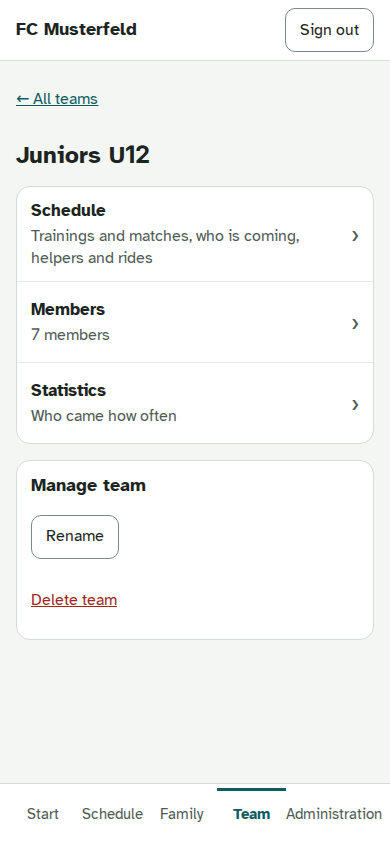 FC Musterfeld
Sign out
← All teams
Juniors U12
Schedule
Trainings and matches, who is coming,
helpers and rides
Members
7 members
Statistics
Who came how often
Manage team
Rename
Delete team
Start Schedule Family Team Administration